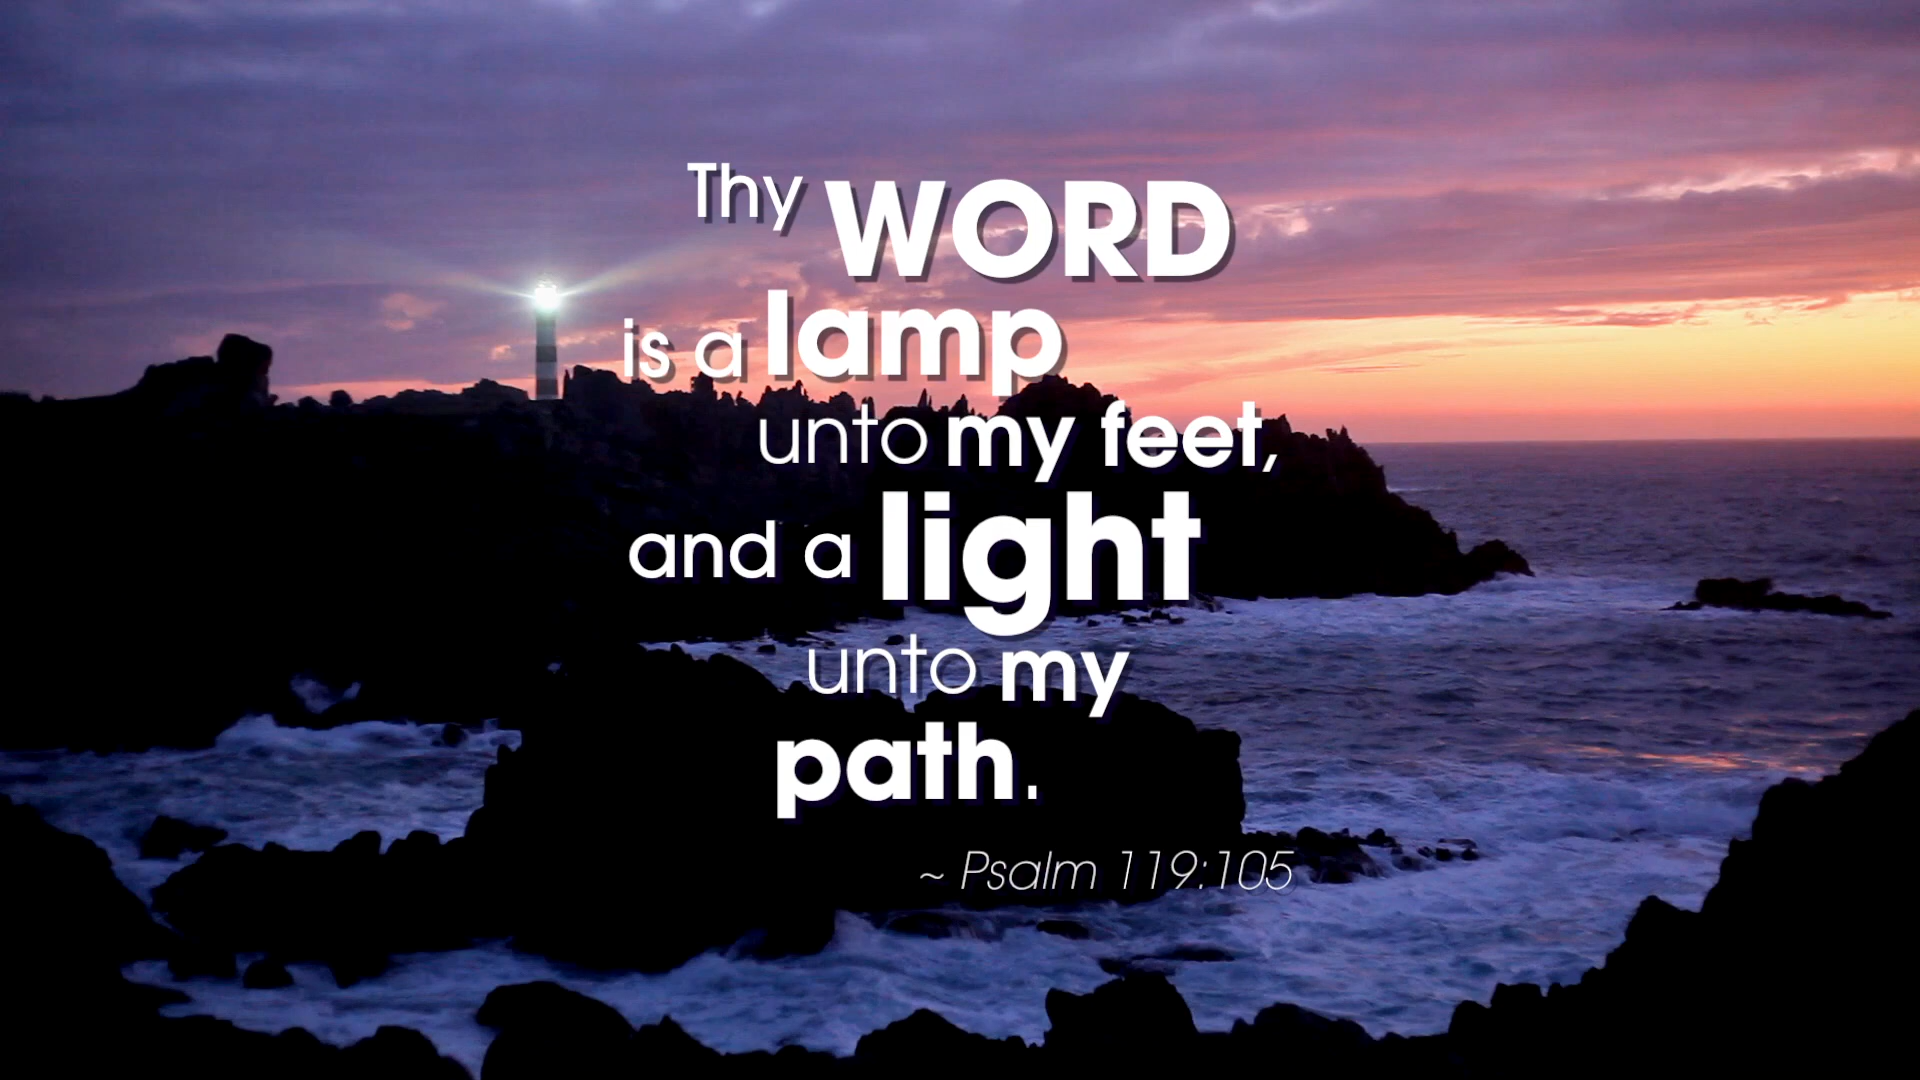 Thy WORD
is a lamp
unto my feet,
and a light
unto my
path.
~ Psalm 119:105